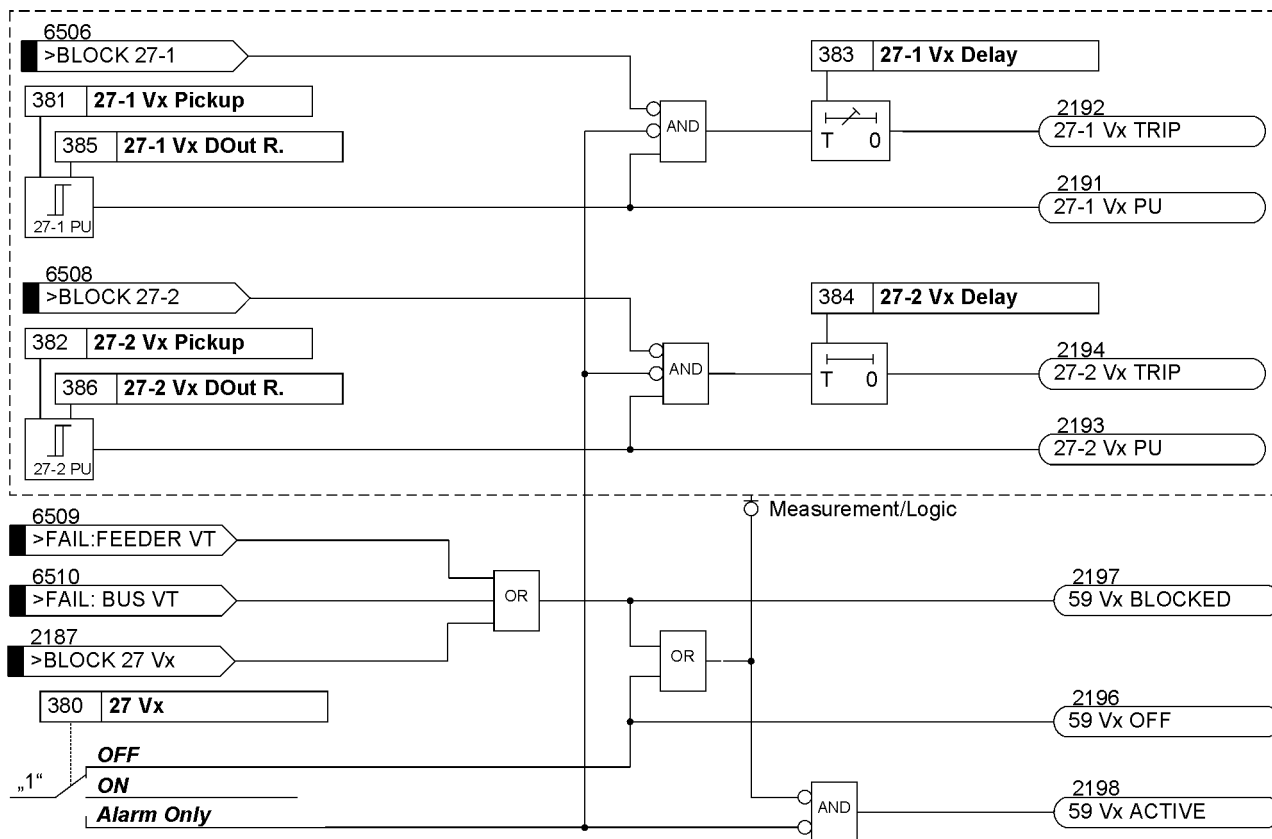 6506
>BLOCK 27-1
383 27-1 Vx Delay
381 27-1 Vx Pickup
385 27-1 Vx DOut R.
AND
T 0
2192
27-1 Vx TRIP
27-1 PU
2191
27-1 Vx PU
6508
>BLOCK 27-2
384 27-2 Vx Delay
382 27-2 Vx Pickup
386 27-2 Vx DOut R.
AND
T 0
2194
27-2 Vx TRIP
27-2 PU
2193
27-2 Vx PU
Measurement/Logic
6509
>FAIL:FEEDER VT
6510
>FAIL: BUS VT
OR
2197
59 Vx BLOCKED
2187
>BLOCK 27 Vx
OR
380 27 Vx
2196
59 Vx OFF
OFF
„1“
ON
Alarm Only
AND
2198
59 Vx ACTIVE